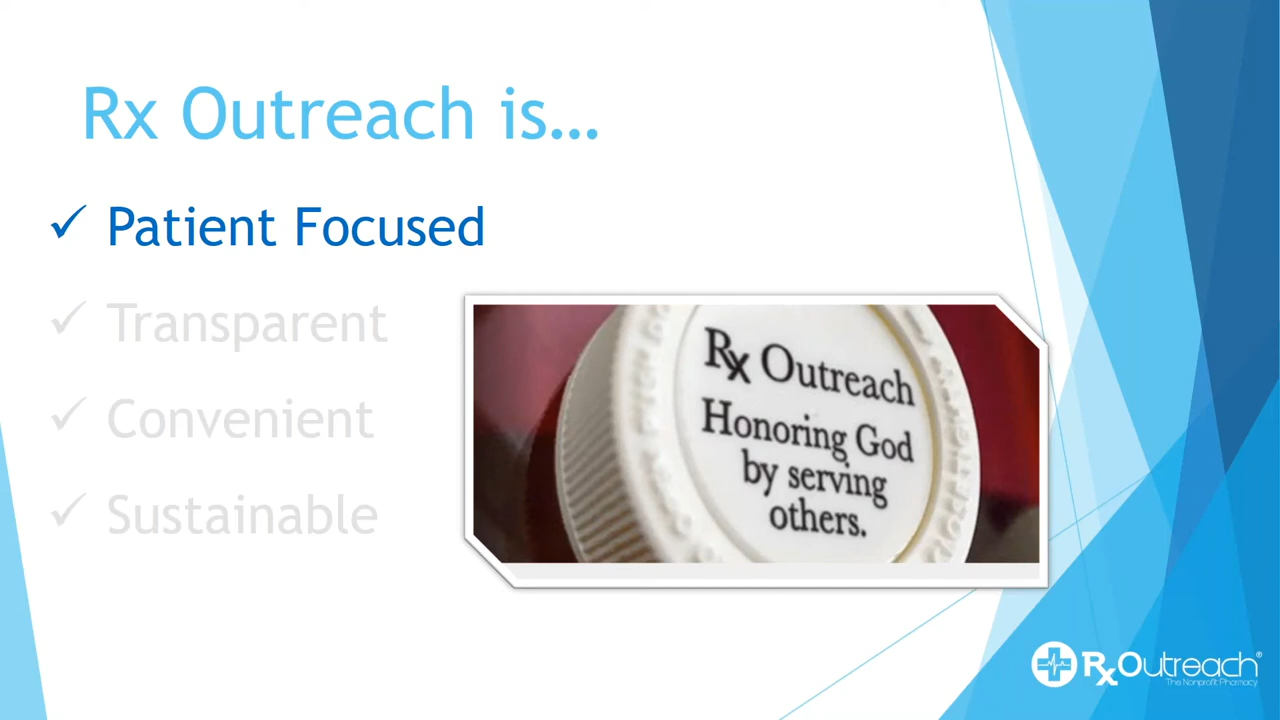 Rx Outreach is...
✓ Patient Focused
✓ Transparent
✓ Convenient
✓ Sustainable
Rx Outreach
Honoring God
by serving
others.
RxOutreach®
The Nonprofit Pharmacy